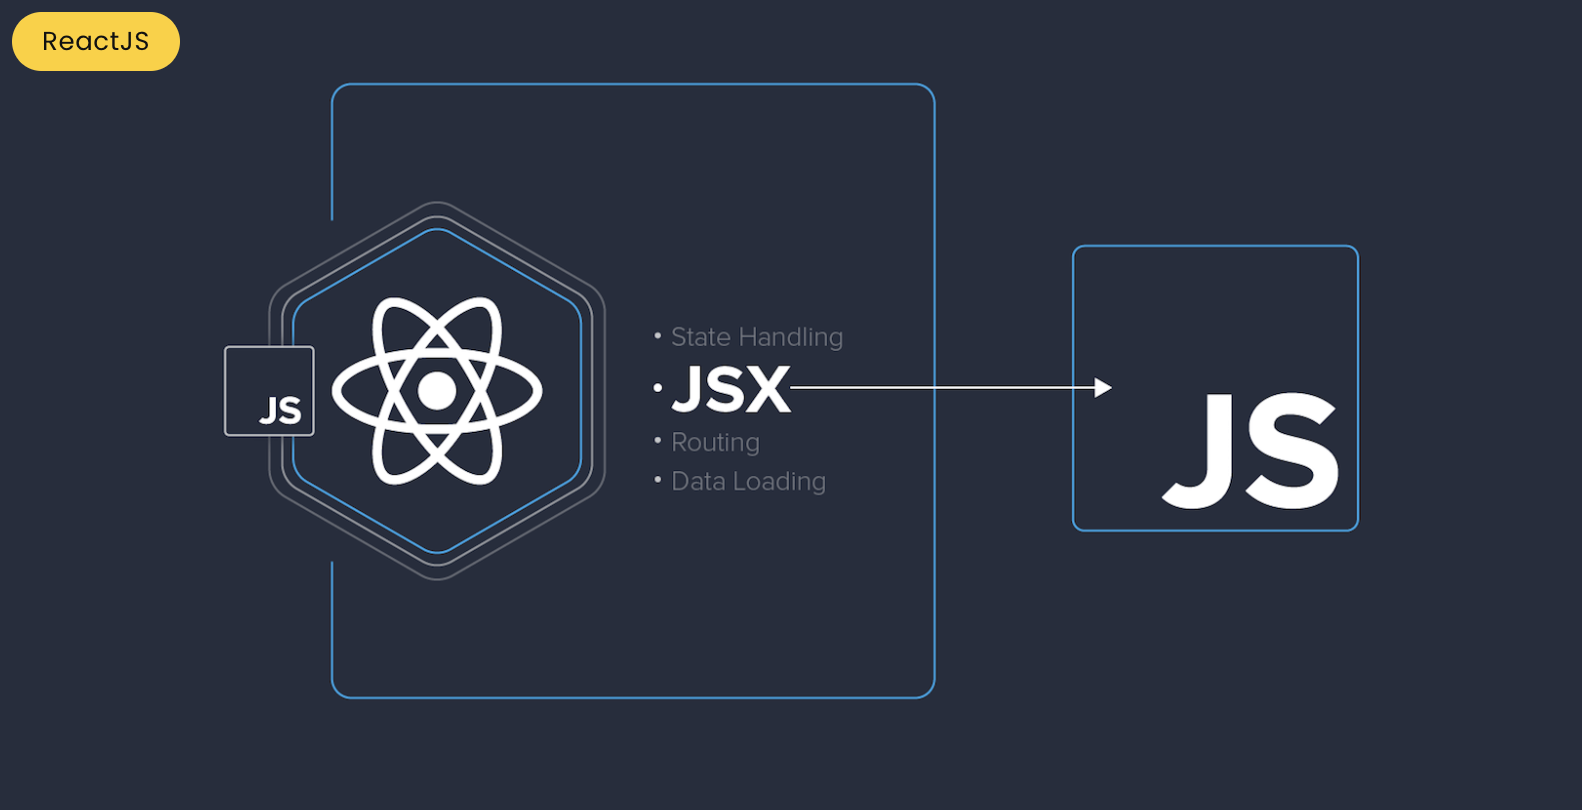 ReactJS
JS
• State Handling
• JSX
• Routing
• Data Loading
JS